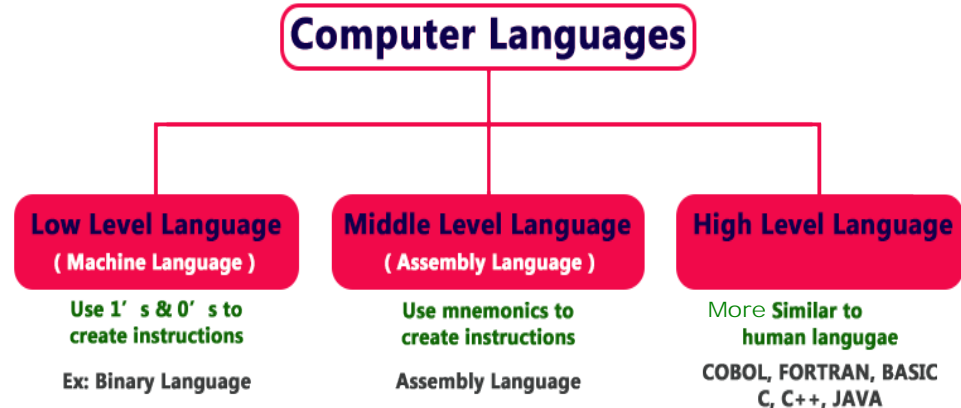 Computer Languages
Low Level Language
( Machine Language )
Use 1' s & 0' s to
create instructions
Ex: Binary Language
Middle Level Language
( Assembly Language )
Use mnemonics to
create instructions
Assembly Language
High Level Language
More Similar to
human langugae
COBOL, FORTRAN, BASIC
C, C++, JAVA